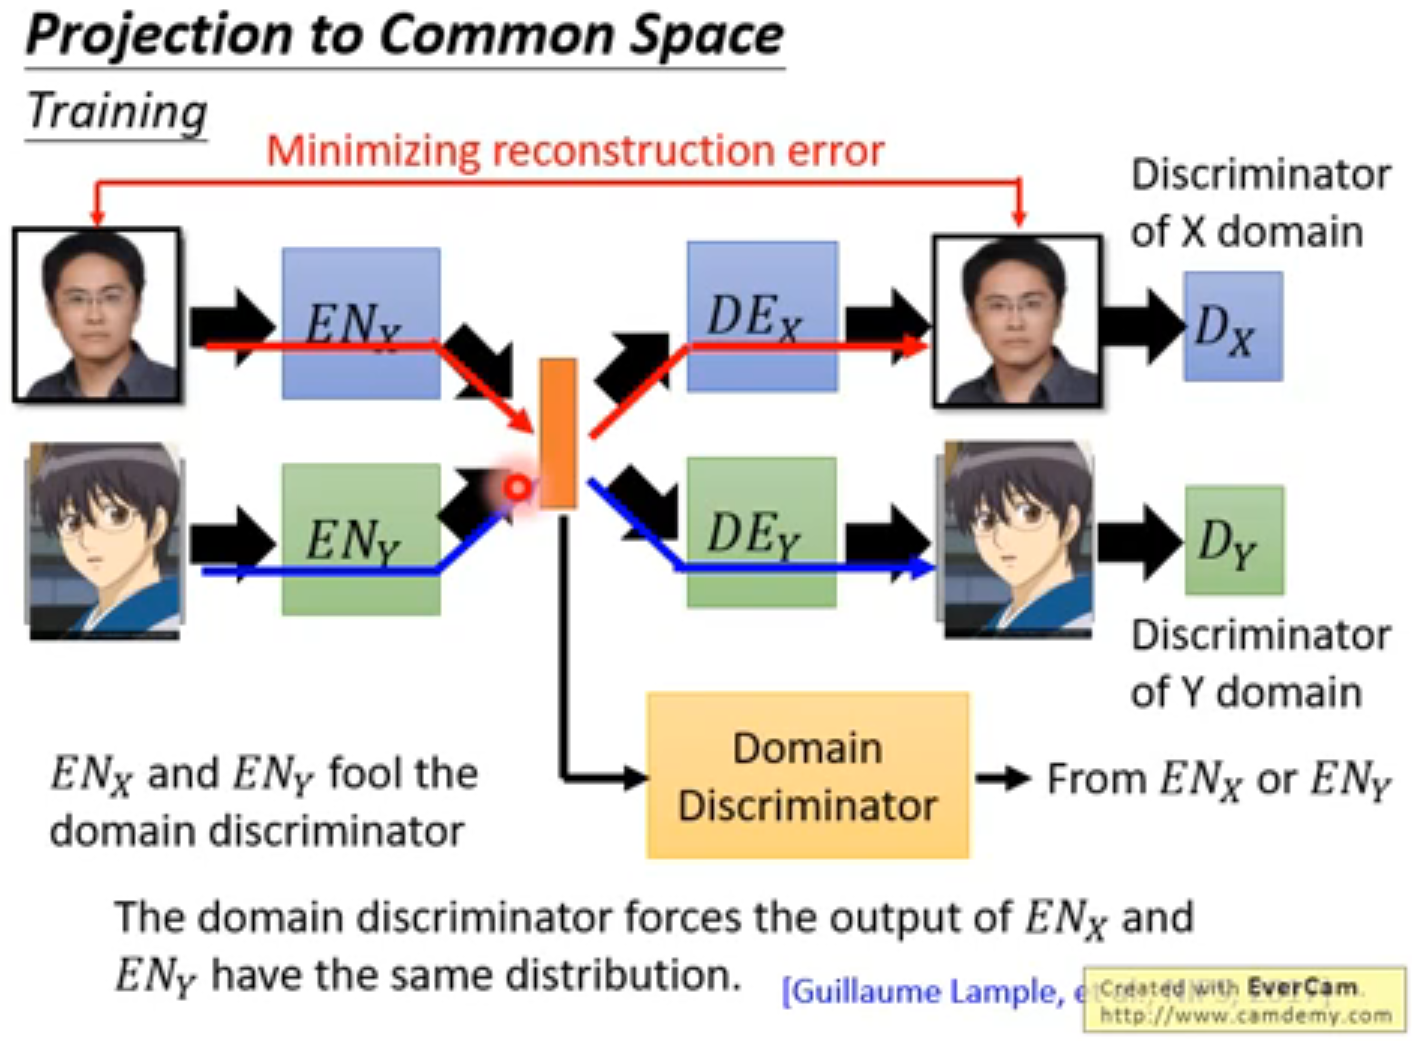 Projection to Common Space
Training
Minimizing reconstruction error
Discriminator
of X domain
EN_X
DE_X
D_X
EN_Y
DE_Y
D_Y
Discriminator
of Y domain
EN_X and EN_Y fool the
domain discriminator
Domain
Discriminator
From EN_X or EN_Y
The domain discriminator forces the output of EN_X and
EN_Y have the same distribution.
[Guillaume Lample,
Created with EverCam.
http://www.camdemy.com